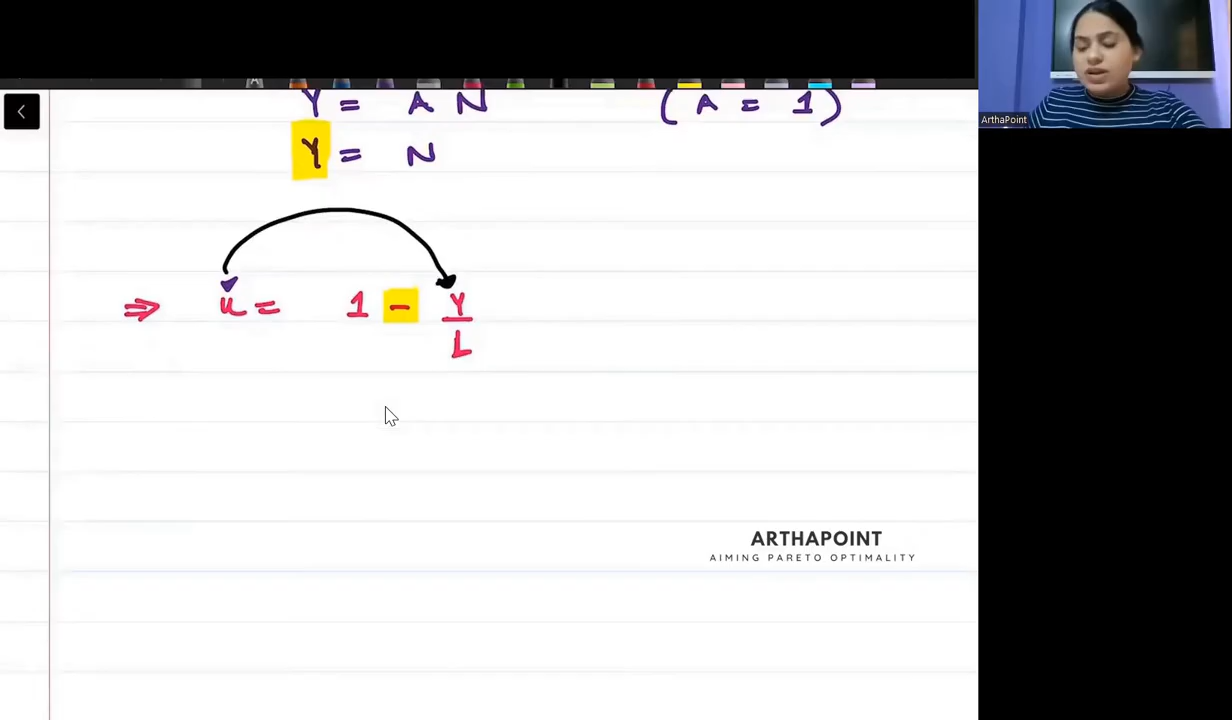 Y = A N (A = 1)
Y = N
⇒ u = 1 - Y/L
ARTHAPOINT
AIMING PARETO OPTIMALITY
ArthaPoint